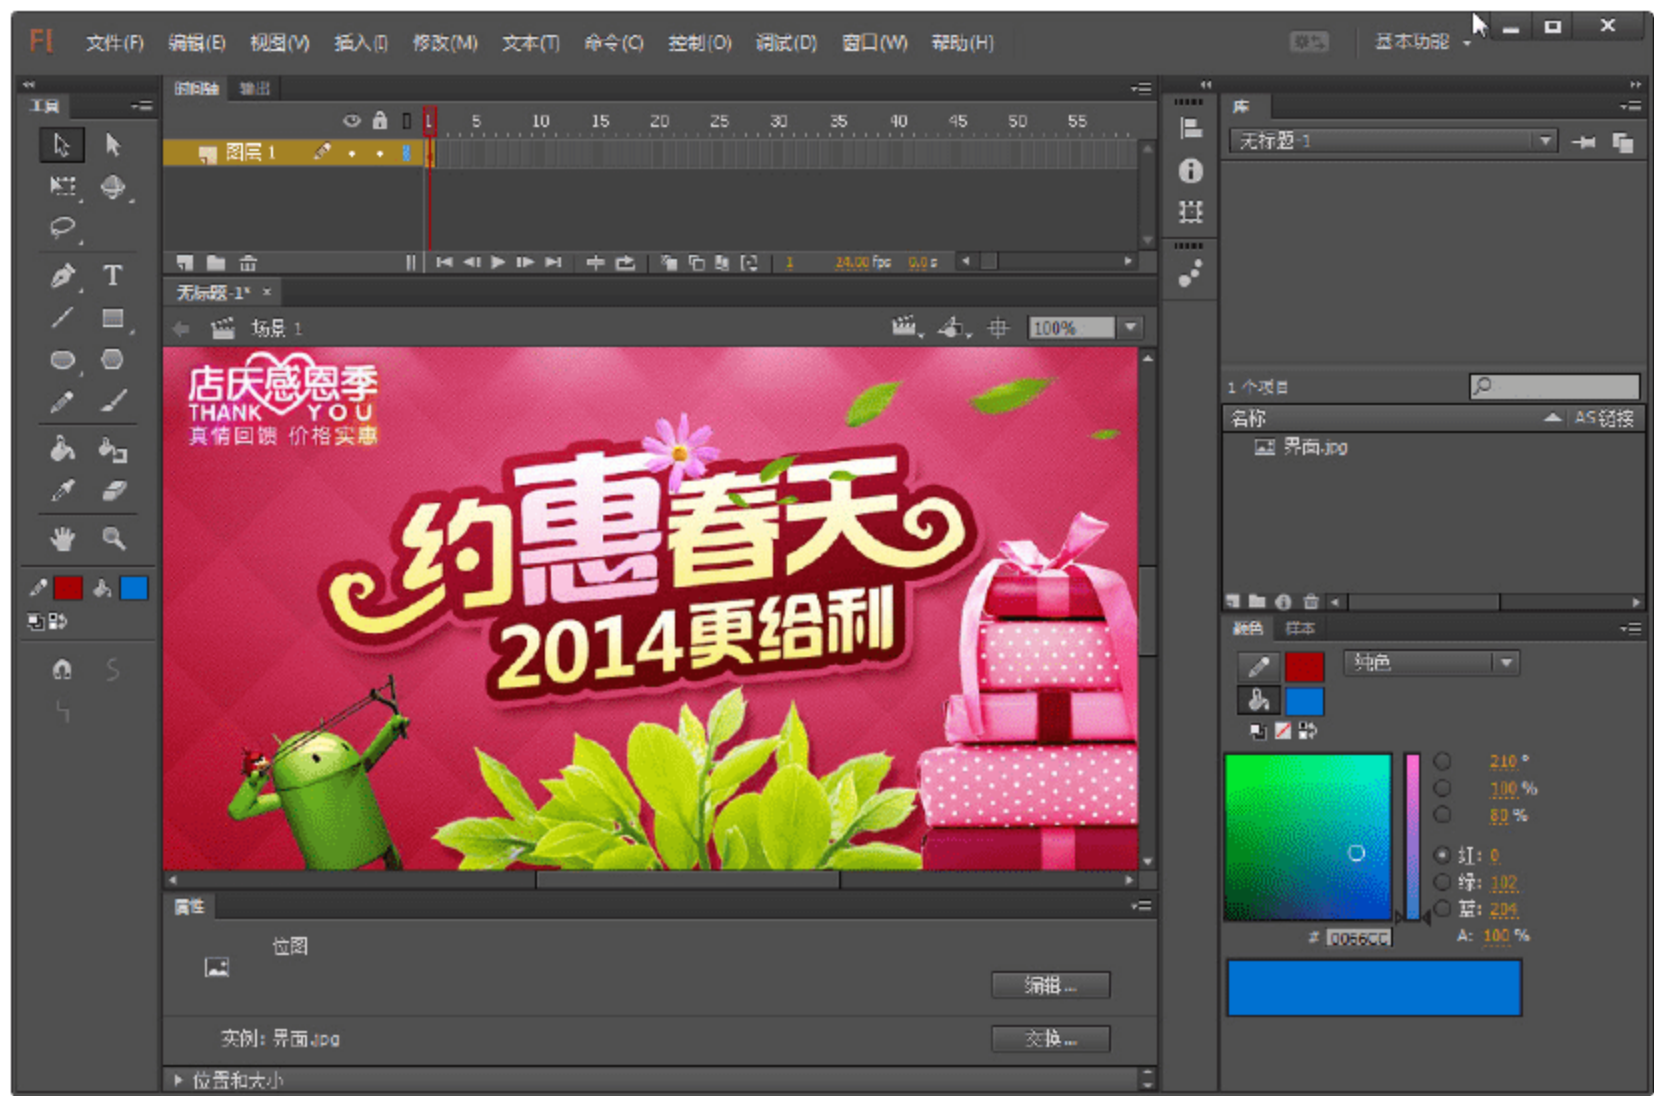 Fl 文件(F) 编辑(E) 视图(V) 插入(I) 修改(M) 文本(T) 命令(C) 控制(O) 调试(D) 窗口(W) 帮助(H) 基本功能
工具
时间轴 输出
1 5 10 15 20 25 30 35 40 45 50 55
图层 1
1 24.00 fps 0.0 s
无标题-1* ×
场景 1
100%
店庆感恩季
THANK YOU
真情回馈 价格实惠
约惠春天
2014更给利
属性
位图
编辑...
实例: 界面.jpg
交换...
位置和大小
库
无标题-1
1 个项目
名称 AS 链接
界面.jpg
颜色 样本
纯色
210 °
100 %
80 %
红: 0
绿: 102
蓝: 204
# 0066CC A: 100 %
T